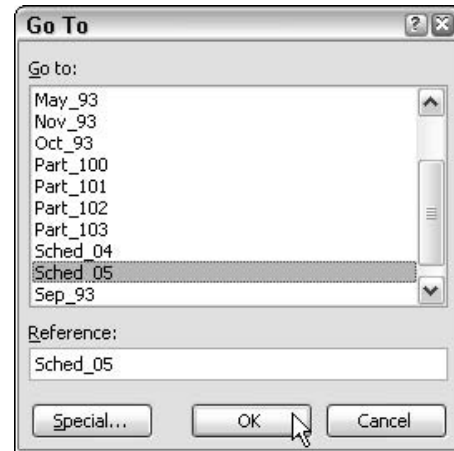 Go To
Go to:
May_93
Nov_93
Oct_93
Part_100
Part_101
Part_102
Part_103
Sched_04
Sched_05
Sep_93
Reference:
Sched_05
Special...
OK
Cancel